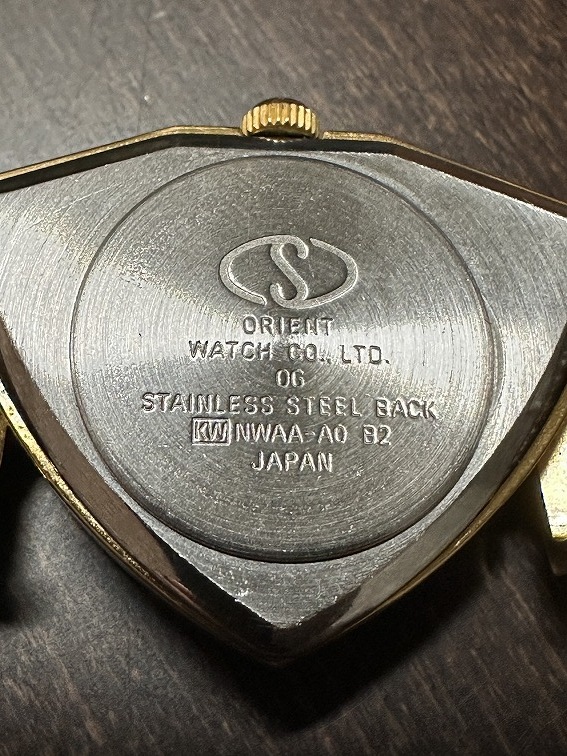 S
ORIENT
WATCH CO., LTD.
06
STAINLESS STEEL BACK
KW NWAA-A0 B2
JAPAN